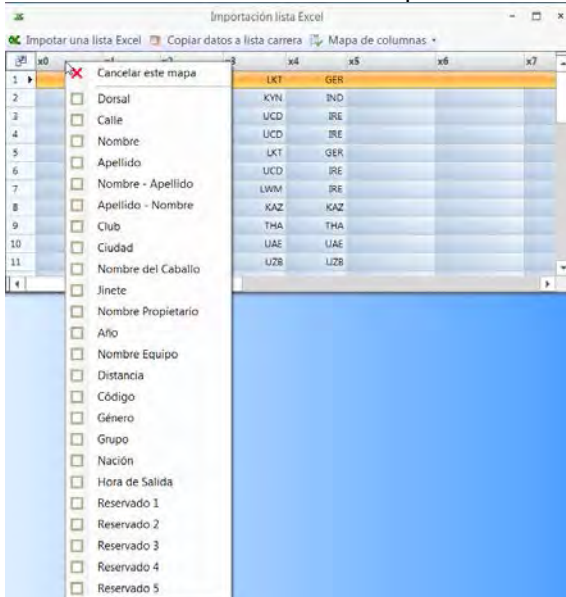 Importación lista Excel
Impotar una lista Excel Copiar datos a lista carrera Mapa de columnas
x0 x4 x5 x6 x7
Cancelar este mapa
Dorsal
Calle
Nombre
Apellido
Nombre - Apellido
Apellido - Nombre
Club
Ciudad
Nombre del Caballo
Jinete
Nombre Propietario
Año
Nombre Equipo
Distancia
Código
Género
Grupo
Nación
Hora de Salida
Reservado 1
Reservado 2
Reservado 3
Reservado 4
Reservado 5
1 LKT GER
2 KYN IND
3 UCD IRE
4 UCD IRE
5 LKT GER
6 UCD IRE
7 LWM IRE
8 KAZ KAZ
9 THA THA
10 UAE UAE
11 UZB UZB